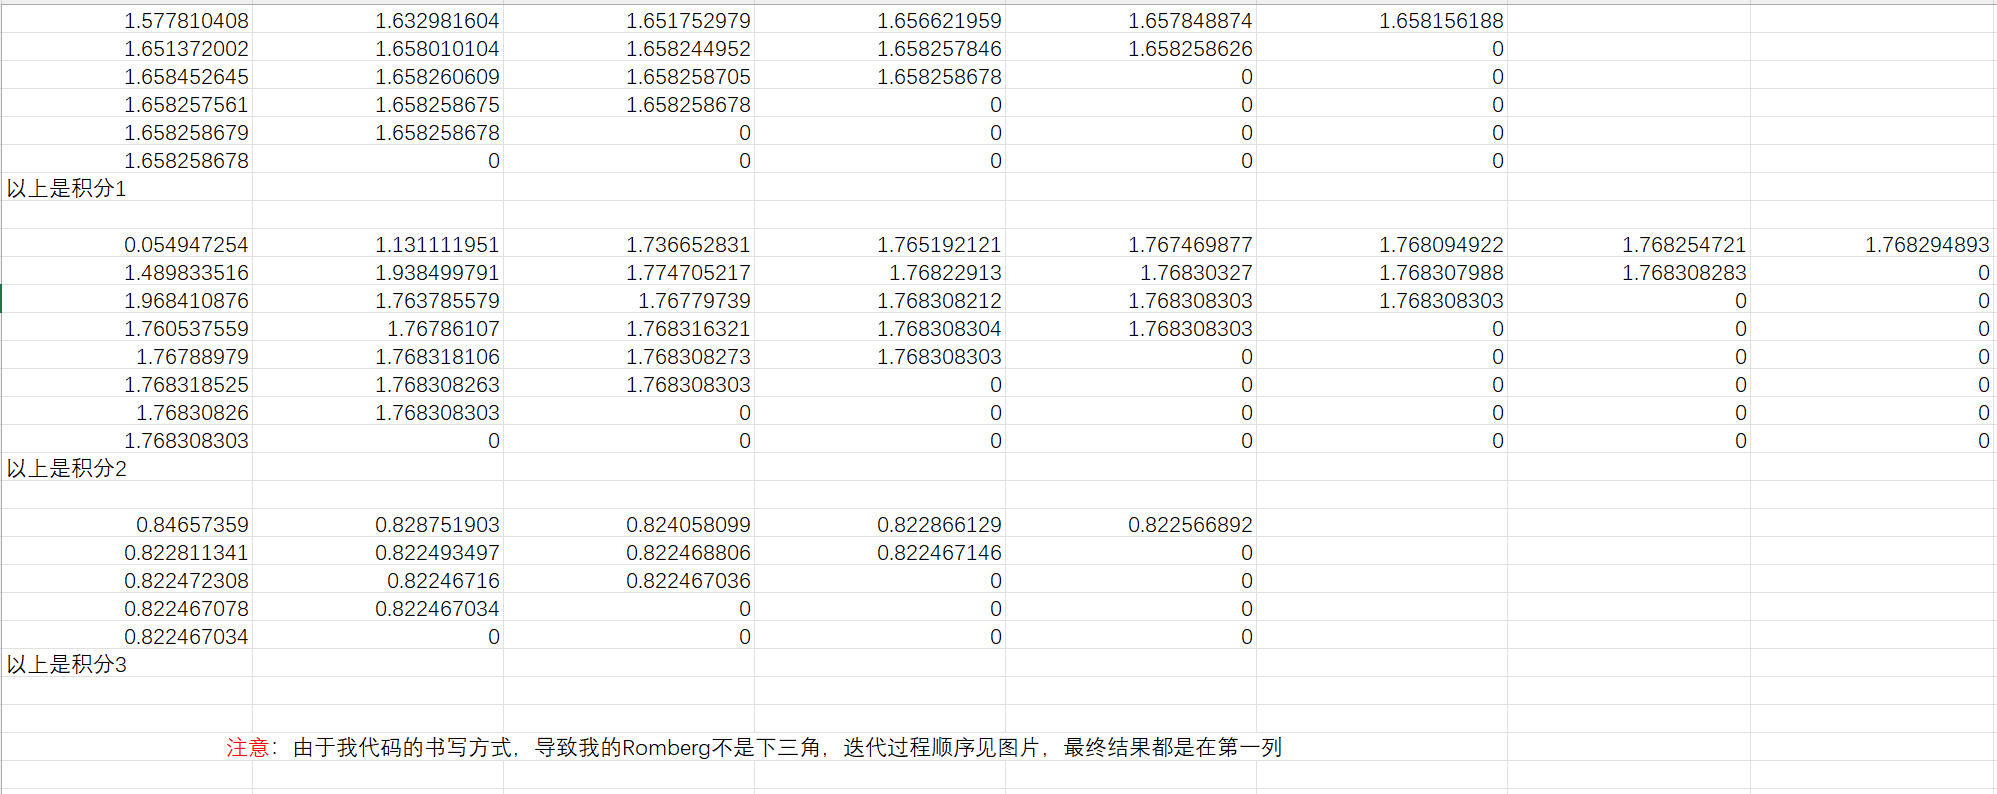 1.577810408 1.632981604 1.651752979 1.656621959 1.657848874 1.658156188
1.651372002 1.658010104 1.658244952 1.658257846 1.658258626 0
1.658452645 1.658260609 1.658258705 1.658258678 0 0
1.658257561 1.658258675 1.658258678 0 0 0
1.658258679 1.658258678 0 0 0 0
1.658258678 0 0 0 0 0
以上是积分1
0.054947254 1.131111951 1.736652831 1.765192121 1.767469877 1.768094922 1.768254721 1.768294893
1.489833516 1.938499791 1.774705217 1.76822913 1.76830327 1.768307988 1.768308283 0
1.968410876 1.763785579 1.76779739 1.768308212 1.768308303 1.768308303 0 0
1.760537559 1.76786107 1.768316321 1.768308304 1.768308303 0 0 0
1.76788979 1.768318106 1.768308273 1.768308303 0 0 0 0
1.768318525 1.768308263 1.768308303 0 0 0 0 0
1.76830826 1.768308303 0 0 0 0 0 0
1.768308303 0 0 0 0 0 0 0
以上是积分2
0.84657359 0.828751903 0.824058099 0.822866129 0.822566892
0.822811341 0.822493497 0.822468806 0.822467146 0
0.822472308 0.82246716 0.822467036 0 0
0.822467078 0.822467034 0 0 0
0.822467034 0 0 0 0
以上是积分3
注意：由于我代码的书写方式，导致我的Romberg不是下三角，迭代过程顺序见图片，最终结果都是在第一列